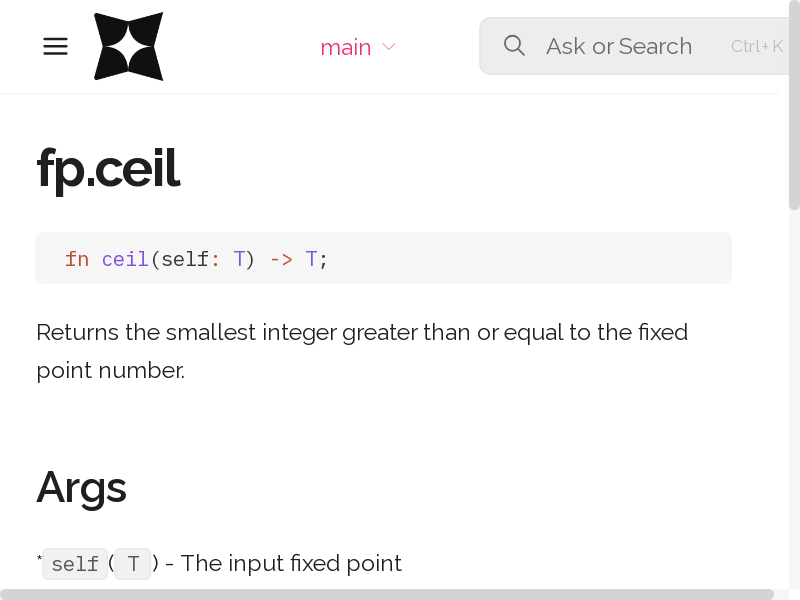 main
Ask or Search
Ctrl+K
fp.ceil
fn ceil(self: T) -> T;
Returns the smallest integer greater than or equal to the fixed
point number.
Args
*self (T) - The input fixed point